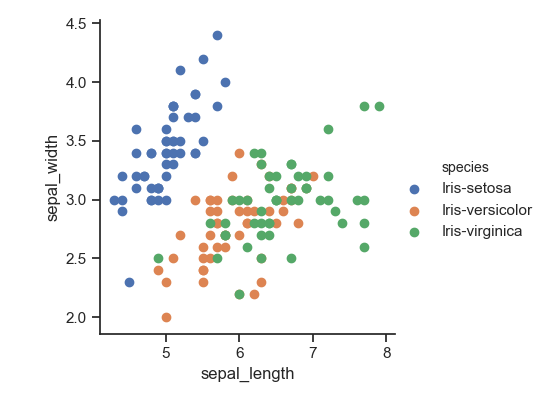 4.5
4.0
3.5
3.0
2.5
2.0
sepal_width
5
6
7
8
sepal_length
species
Iris-setosa
Iris-versicolor
Iris-virginica